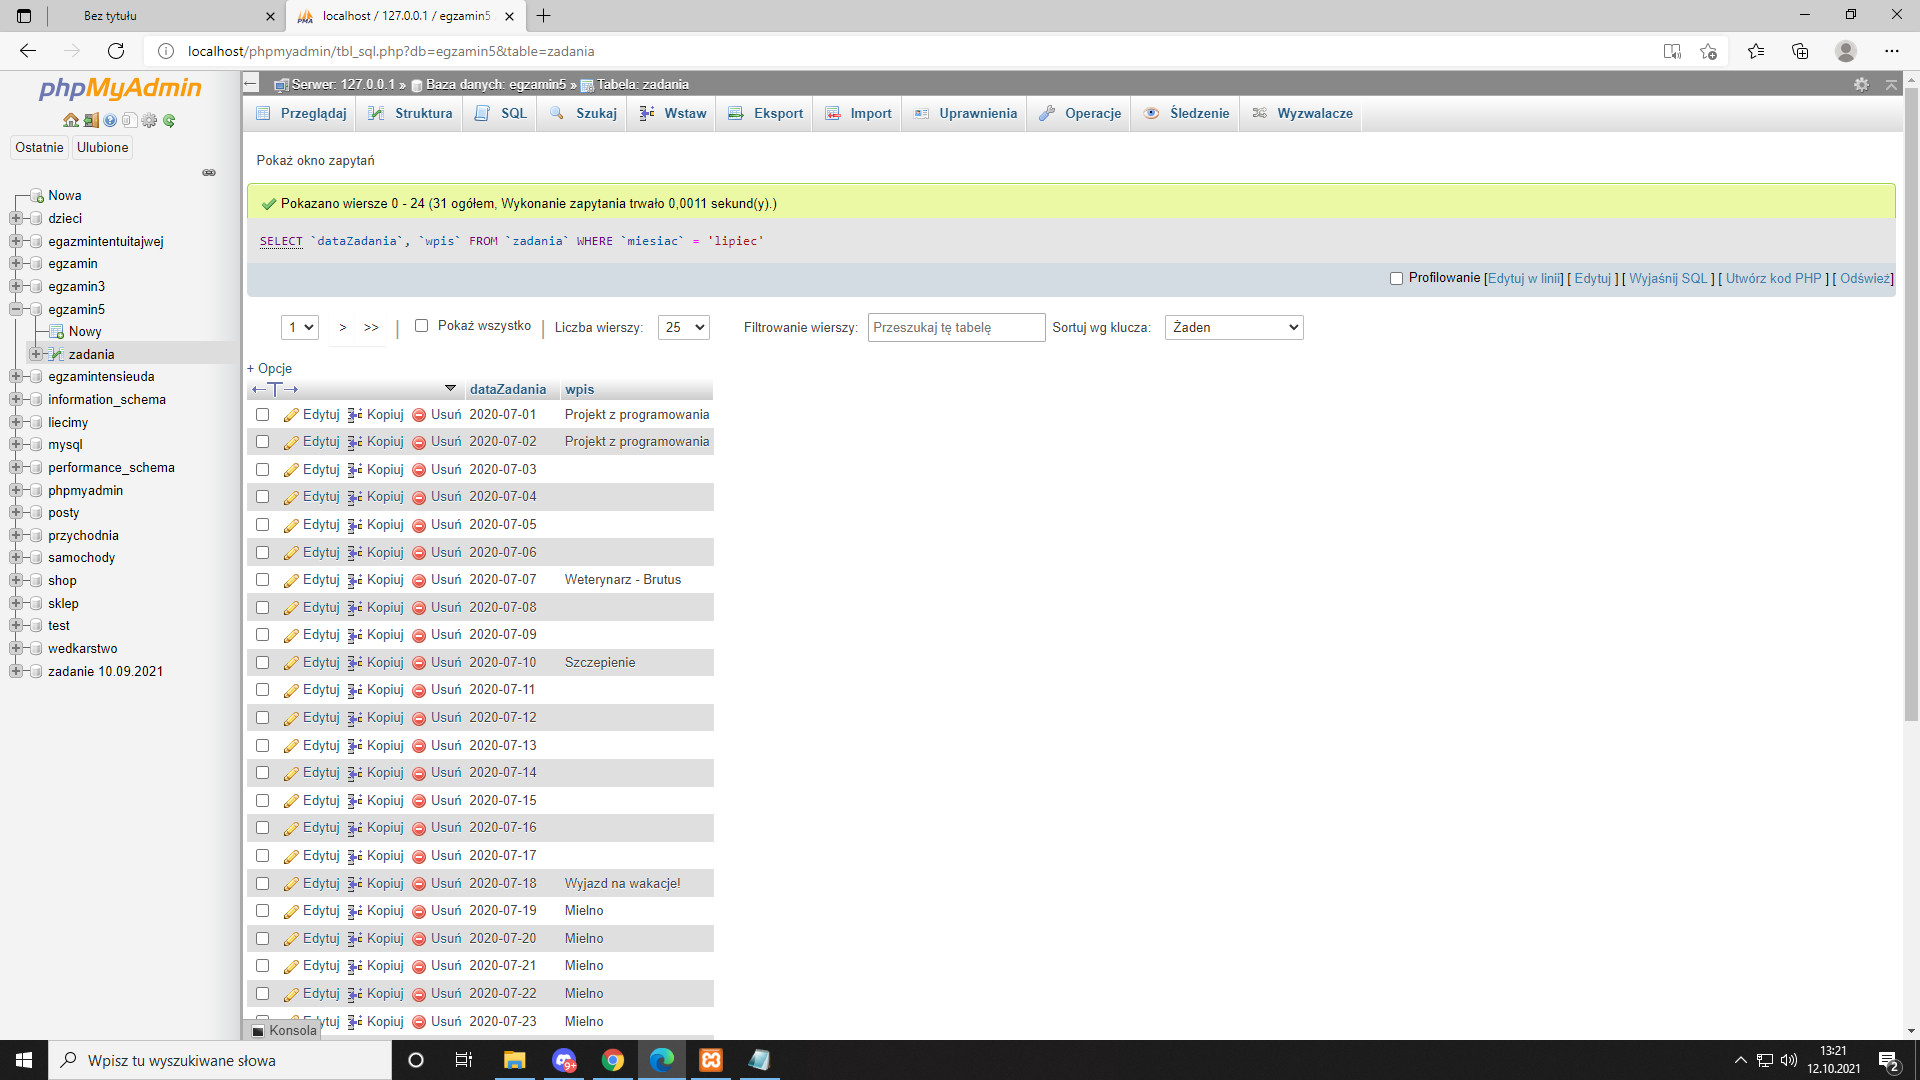 Bez tytułu
localhost / 127.0.0.1 / egzamin5
localhost/phpmyadmin/tbl_sql.php?db=egzamin5&table=zadania
phpMyAdmin
Ostatnie Ulubione
Nowa
dzieci
egazmintentuitajwej
egzamin
egzamin3
egzamin5
Nowy
zadania
egzamintensieuda
information_schema
liecimy
mysql
performance_schema
phpmyadmin
posty
przychodnia
samochody
shop
sklep
test
wedkarstwo
zadanie 10.09.2021
Serwer: 127.0.0.1 » Baza danych: egzamin5 » Tabela: zadania
Przeglądaj Struktura SQL Szukaj Wstaw Eksport Import Uprawnienia Operacje Śledzenie Wyzwalacze
Pokaż okno zapytań
Pokazano wiersze 0 - 24 (31 ogółem, Wykonanie zapytania trwało 0,0011 sekund(y).)
SELECT `dataZadania`, `wpis` FROM `zadania` WHERE `miesiac` = 'lipiec'
Profilowanie [Edytuj w linii] [ Edytuj ] [ Wyjaśnij SQL ] [ Utwórz kod PHP ] [ Odśwież]
1 > >> | Pokaż wszystko | Liczba wierszy: 25 Filtrowanie wierszy: Przeszukaj tę tabelę Sortuj wg klucza: Żaden
+ Opcje
←T→ dataZadania wpis
Edytuj Kopiuj Usuń 2020-07-01 Projekt z programowania
Edytuj Kopiuj Usuń 2020-07-02 Projekt z programowania
Edytuj Kopiuj Usuń 2020-07-03
Edytuj Kopiuj Usuń 2020-07-04
Edytuj Kopiuj Usuń 2020-07-05
Edytuj Kopiuj Usuń 2020-07-06
Edytuj Kopiuj Usuń 2020-07-07 Weterynarz - Brutus
Edytuj Kopiuj Usuń 2020-07-08
Edytuj Kopiuj Usuń 2020-07-09
Edytuj Kopiuj Usuń 2020-07-10 Szczepienie
Edytuj Kopiuj Usuń 2020-07-11
Edytuj Kopiuj Usuń 2020-07-12
Edytuj Kopiuj Usuń 2020-07-13
Edytuj Kopiuj Usuń 2020-07-14
Edytuj Kopiuj Usuń 2020-07-15
Edytuj Kopiuj Usuń 2020-07-16
Edytuj Kopiuj Usuń 2020-07-17
Edytuj Kopiuj Usuń 2020-07-18 Wyjazd na wakacje!
Edytuj Kopiuj Usuń 2020-07-19 Mielno
Edytuj Kopiuj Usuń 2020-07-20 Mielno
Edytuj Kopiuj Usuń 2020-07-21 Mielno
Edytuj Kopiuj Usuń 2020-07-22 Mielno
Kopiuj Usuń 2020-07-23 Mielno
Konsola
Wpisz tu wyszukiwane słowa
9+
13:21
12.10.2021
2